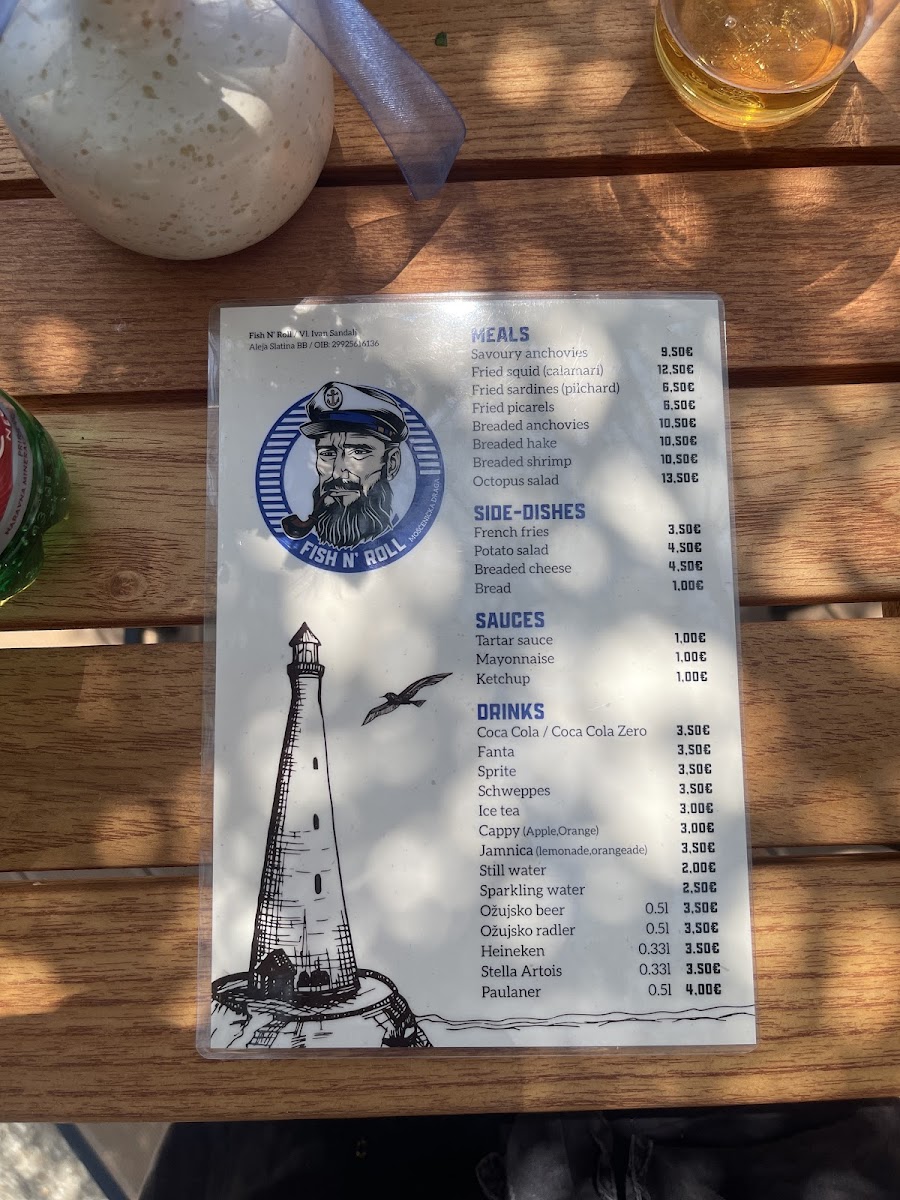 Fish N' Roll / Vl. Ivan Sandalj
Aleja Slatina BB / OIB: 29925616136
FISH N' ROLL
MOŠĆENIČKA DRAGA
MEALS
Savoury anchovies 9,50€
Fried squid (calamari) 12,50€
Fried sardines (pilchard) 6,50€
Fried picarels 6,50€
Breaded anchovies 10,50€
Breaded hake 10,50€
Breaded shrimp 10,50€
Octopus salad 13,50€
SIDE-DISHES
French fries 3,50€
Potato salad 4,50€
Breaded cheese 4,50€
Bread 1,00€
SAUCES
Tartar sauce 1,00€
Mayonnaise 1,00€
Ketchup 1,00€
DRINKS
Coca Cola / Coca Cola Zero 3,50€
Fanta 3,50€
Sprite 3,50€
Schweppes 3,50€
Ice tea 3,00€
Cappy (Apple,Orange) 3,00€
Jamnica (lemonade,orangeade) 3,50€
Still water 2,00€
Sparkling water 2,50€
Ožujsko beer 0.5l 3,50€
Ožujsko radler 0.5l 3,50€
Heineken 0.33l 3.50€
Stella Artois 0.33l 3.50€
Paulaner 0.5l 4,00€